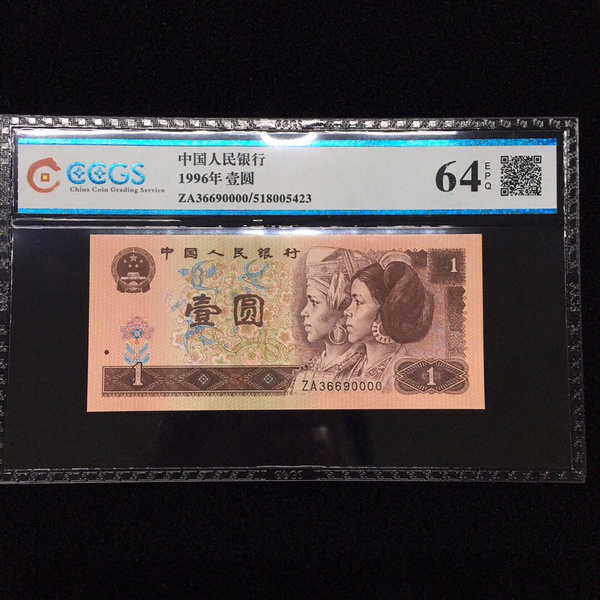 CCGS
China Coin Grading Service
中国人民银行
1996年 壹圆
ZA36690000/518005423
64 EPQ
中国人民银行
1
壹圆
1
ZA36690000
1